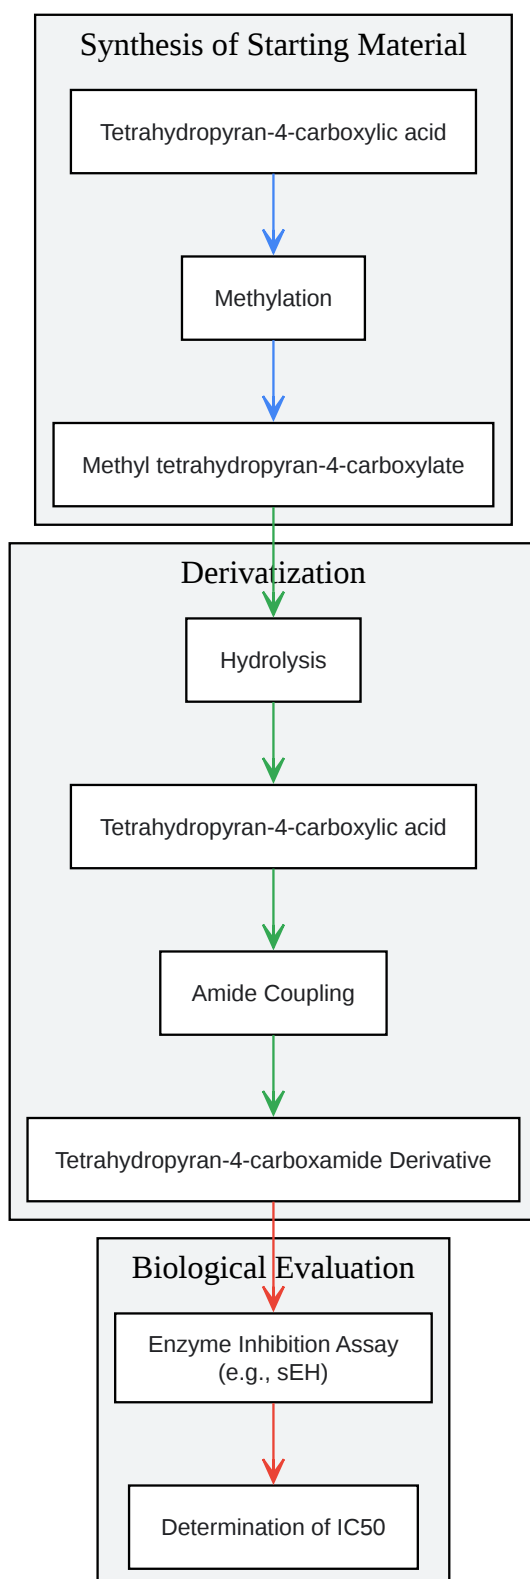 Synthesis of Starting Material
Tetrahydropyran-4-carboxylic acid
Methylation
Methyl tetrahydropyran-4-carboxylate
Derivatization
Hydrolysis
Tetrahydropyran-4-carboxylic acid
Amide Coupling
Tetrahydropyran-4-carboxamide Derivative
Biological Evaluation
Enzyme Inhibition Assay
(e.g., sEH)
Determination of IC50